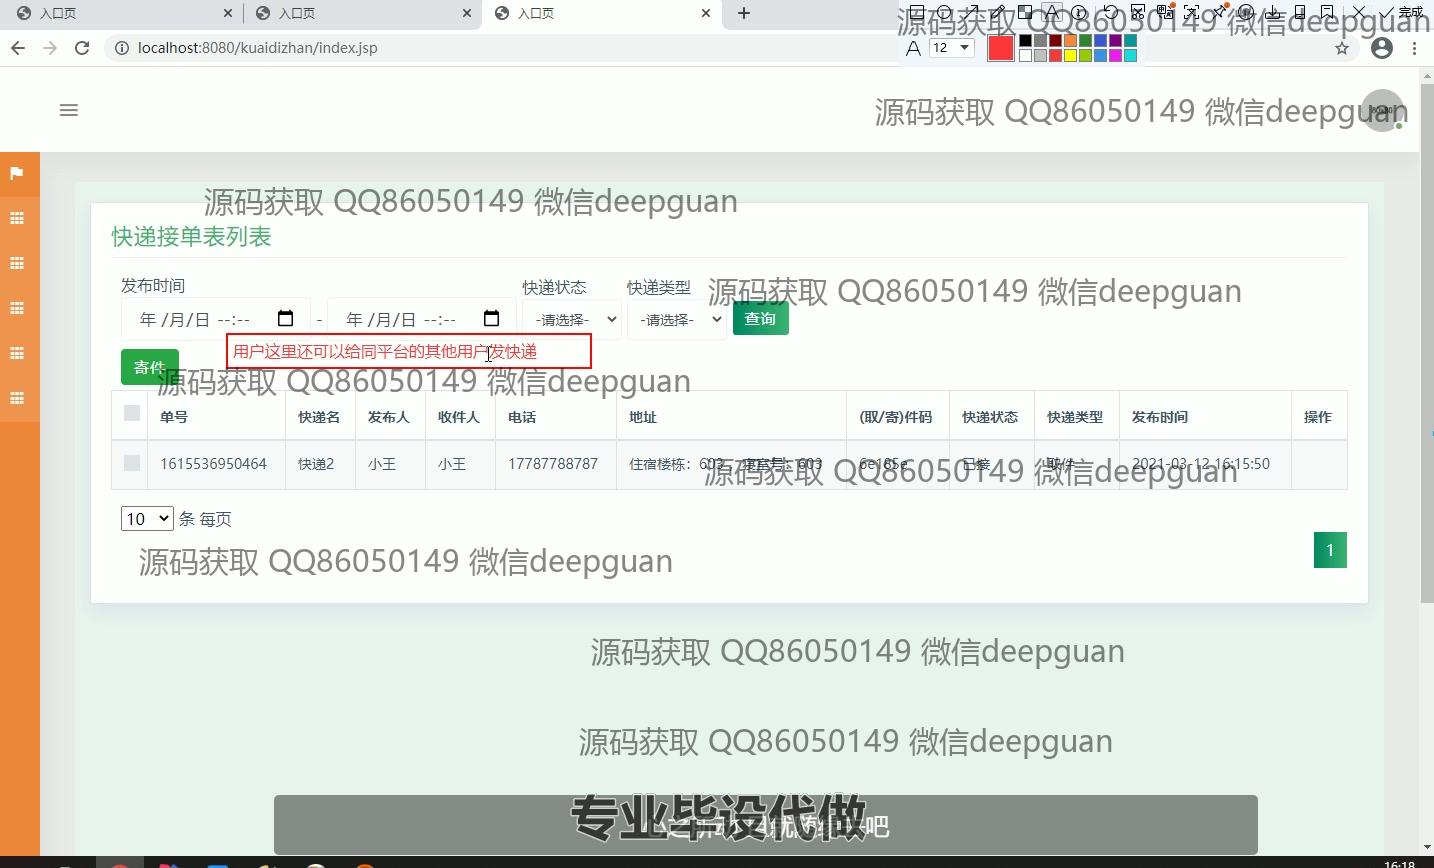 入口页
入口页
入口页
完成
localhost:8080/kuaidizhan/index.jsp
12
源码获取 QQ86050149 微信deepguan
源码获取 QQ86050149 微信deepguan
源码获取 QQ86050149 微信deepguan
快递接单表列表
发布时间
快递状态
快递类型
源码获取 QQ86050149 微信deepguan
年 /月/日 --:--
-
年 /月/日 --:--
-请选择-
-请选择-
查询
用户这里还可以给同平台的其他用户发快递
寄件
源码获取 QQ86050149 微信deepguan
单号 快递名 发布人 收件人 电话 地址 (取/寄)件码 快递状态 快递类型 发布时间 操作
1615536950464 快递2 小王 小王 17787788787 住宿楼栋：603 603 已接 取件 2021-03-12 16:15:50
源码获取 QQ86050149 微信deepguan
10 条 每页
1
源码获取 QQ86050149 微信deepguan
源码获取 QQ86050149 微信deepguan
源码获取 QQ86050149 微信deepguan
专业毕设代做
16:18